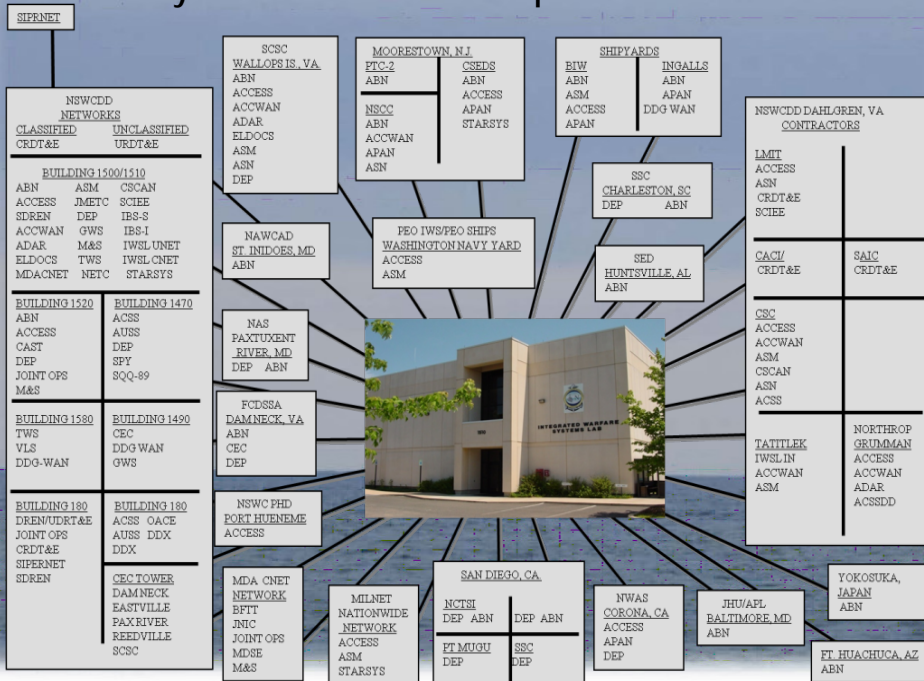 SIPRNET
NSWCDD
NETWORKS
CLASSIFIED UNCLASSIFIED
CRDT&E URDT&E
BUILDING 1500/1510
ABN ASM CSCAN
ACCESS JMETC SCIEE
SDREN DEP IBS-S
ACCWAN GWS IBS-I
ADAR M&S IWSL UNET
ELDOCS TWS IWSL CNET
MDACNET NETC STARSYS
BUILDING 1520
ABN
ACCESS
CAST
DEP
JOINT OPS
M&S
BUILDING 1470
ACSS
AUSS
DEP
SPY
SQQ-89
BUILDING 1580
TWS
VLS
DDG-WAN
BUILDING 1490
CEC
DDG WAN
GWS
BUILDING 180
DREN/UDRT&E
JOINT OPS
CRDT&E
SIPERNET
SDREN
BUILDING 180
ACSS OACE
AUSS DDX
DDX
CEC TOWER
DAM NECK
EASTVILLE
PAX RIVER
REEDVILLE
SCSC
SCSC
WALLOPS IS., VA.
ABN
ACCESS
ACCWAN
ADAR
ELDOCS
ASM
ASN
DEP
NAWCAD
ST. INIDOES, MD
ABN
NAS
PAXTUXENT
RIVER, MD
DEP ABN
FCDSSA
DAM NECK, VA
ABN
CEC
DEP
NSWC PHD
PORT HUENEME
ACCESS
MDA CNET
NETWORK
BFTT
JNIC
JOINT OPS
MDSE
M&S
MOORESTOWN, N.J.
PTC-2
ABN
NSCC
ABN
ACCWAN
APAN
ASN
CSEDS
ABN
ACCESS
APAN
STARSYS
PEO IWS/PEO SHIPS
WASHINGTON NAVY YARD
ACCESS
ASM
SHIPYARDS
BIW
ABN
ASM
ACCESS
APAN
INGALLS
ABN
APAN
DDG WAN
SSC
CHARLESTON, SC
DEP ABN
SED
HUNTSVILLE, AL
ABN
INTEGRATED WARFARE
SYSTEMS LAB
MILNET
NATIONWIDE
NETWORK
ACCESS
ASM
STARSYS
SAN DIEGO, CA.
NCTSI
DEP ABN
DEP ABN
PT MUGU
DEP
SSC
DEP
NWAS
CORONA, CA
ACCESS
APAN
DEP
JHU/APL
BALTIMORE, MD
ABN
YOKOSUKA,
JAPAN
ABN
FT. HUACHUCA, AZ
ABN
NSWCDD DAHLGREN, VA
CONTRACTORS
LMIT
ACCESS
ASN
CRDT&E
SCIEE
CACI/
CRDT&E
SAIC
CRDT&E
CSC
ACCESS
ACCWAN
ASM
CSCAN
ASN
ACSS
TATITLEK
IWSLIN
ACCWAN
ASM
NORTHROP
GRUMMAN
ACCESS
ACCWAN
ADAR
ACSSDD